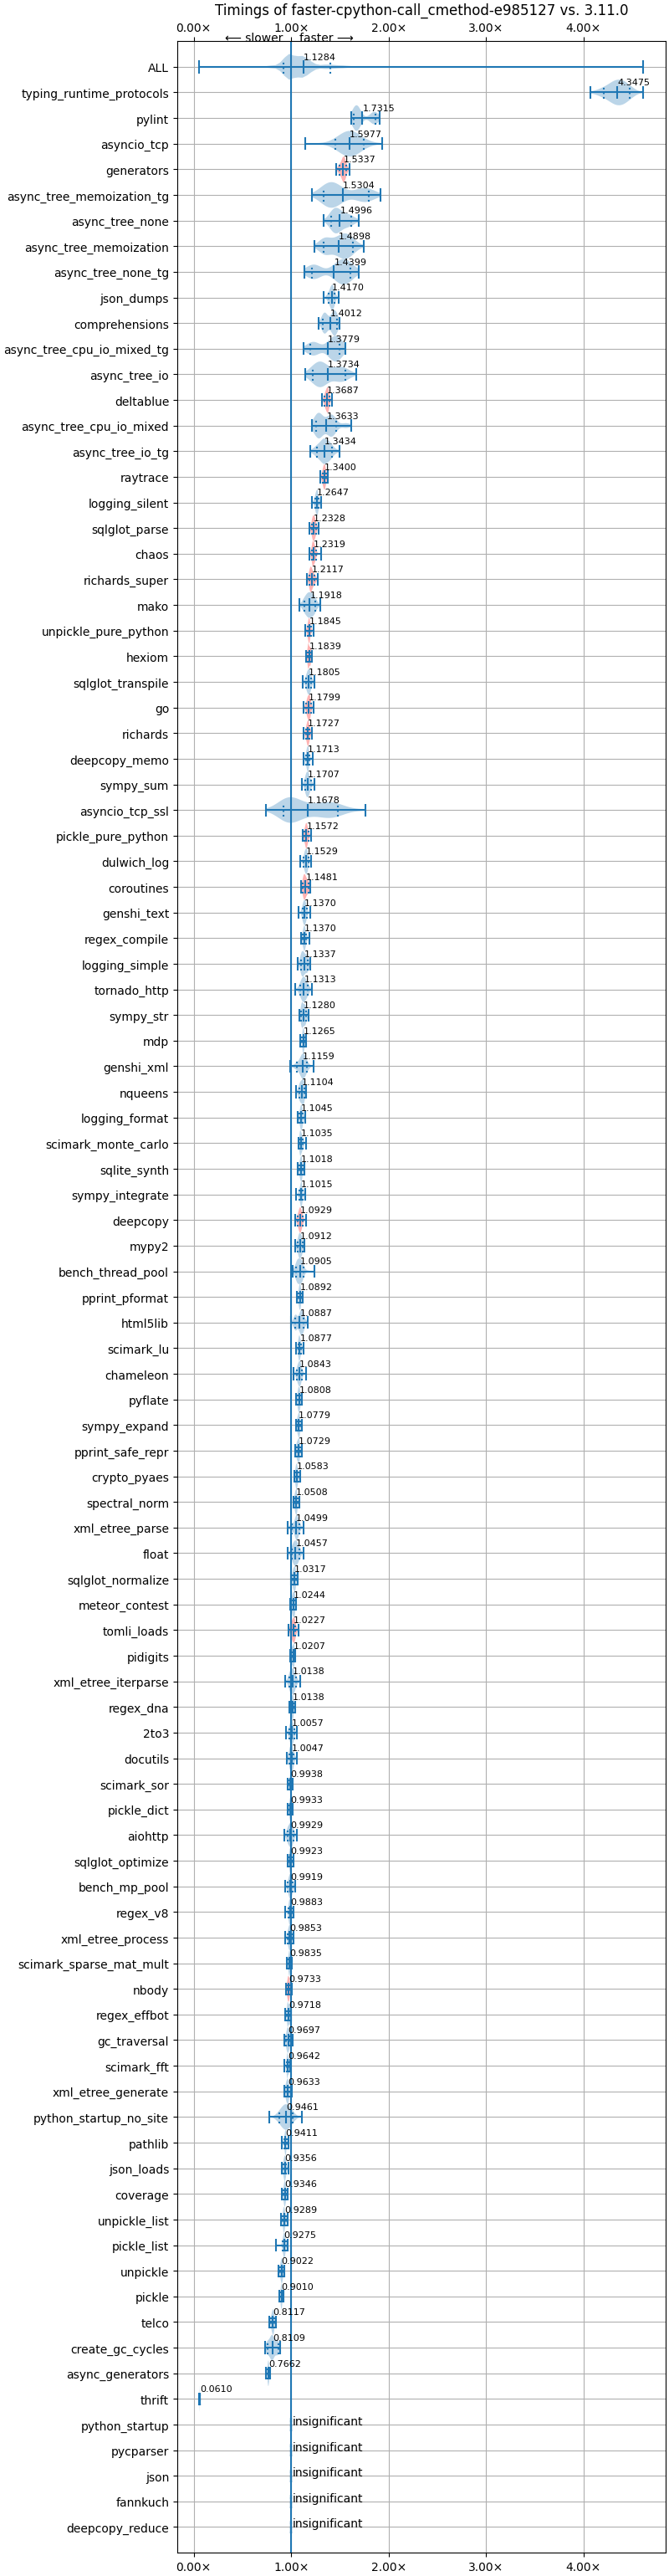 Timings of faster-cpython-call_cmethod-e985127 vs. 3.11.0
0.00× 1.00× 2.00× 3.00× 4.00×
⟵ slower faster ⟶
ALL 1.1284
typing_runtime_protocols 4.3475
pylint 1.7315
asyncio_tcp 1.5977
generators 1.5337
async_tree_memoization_tg 1.5304
async_tree_none 1.4996
async_tree_memoization 1.4898
async_tree_none_tg 1.4399
json_dumps 1.4170
comprehensions 1.4012
async_tree_cpu_io_mixed_tg 1.3779
async_tree_io 1.3734
deltablue 1.3687
async_tree_cpu_io_mixed 1.3633
async_tree_io_tg 1.3434
raytrace 1.3400
logging_silent 1.2647
sqlglot_parse 1.2328
chaos 1.2319
richards_super 1.2117
mako 1.1918
unpickle_pure_python 1.1845
hexiom 1.1839
sqlglot_transpile 1.1805
go 1.1799
richards 1.1727
deepcopy_memo 1.1713
sympy_sum 1.1707
asyncio_tcp_ssl 1.1678
pickle_pure_python 1.1572
dulwich_log 1.1529
coroutines 1.1481
genshi_text 1.1370
regex_compile 1.1370
logging_simple 1.1337
tornado_http 1.1313
sympy_str 1.1280
mdp 1.1265
genshi_xml 1.1159
nqueens 1.1104
logging_format 1.1045
scimark_monte_carlo 1.1035
sqlite_synth 1.1018
sympy_integrate 1.1015
deepcopy 1.0929
mypy2 1.0912
bench_thread_pool 1.0905
pprint_pformat 1.0892
html5lib 1.0887
scimark_lu 1.0877
chameleon 1.0843
pyflate 1.0808
sympy_expand 1.0779
pprint_safe_repr 1.0729
crypto_pyaes 1.0583
spectral_norm 1.0508
xml_etree_parse 1.0499
float 1.0457
sqlglot_normalize 1.0317
meteor_contest 1.0244
tomli_loads 1.0227
pidigits 1.0207
xml_etree_iterparse 1.0138
regex_dna 1.0138
2to3 1.0057
docutils 1.0047
scimark_sor 0.9938
pickle_dict 0.9933
aiohttp 0.9929
sqlglot_optimize 0.9923
bench_mp_pool 0.9919
regex_v8 0.9883
xml_etree_process 0.9853
scimark_sparse_mat_mult 0.9835
nbody 0.9733
regex_effbot 0.9718
gc_traversal 0.9697
scimark_fft 0.9642
xml_etree_generate 0.9633
python_startup_no_site 0.9461
pathlib 0.9411
json_loads 0.9356
coverage 0.9346
unpickle_list 0.9289
pickle_list 0.9275
unpickle 0.9022
pickle 0.9010
telco 0.8117
create_gc_cycles 0.8109
async_generators 0.7662
thrift 0.0610
python_startup insignificant
pycparser insignificant
json insignificant
fannkuch insignificant
deepcopy_reduce insignificant
0.00× 1.00× 2.00× 3.00× 4.00×